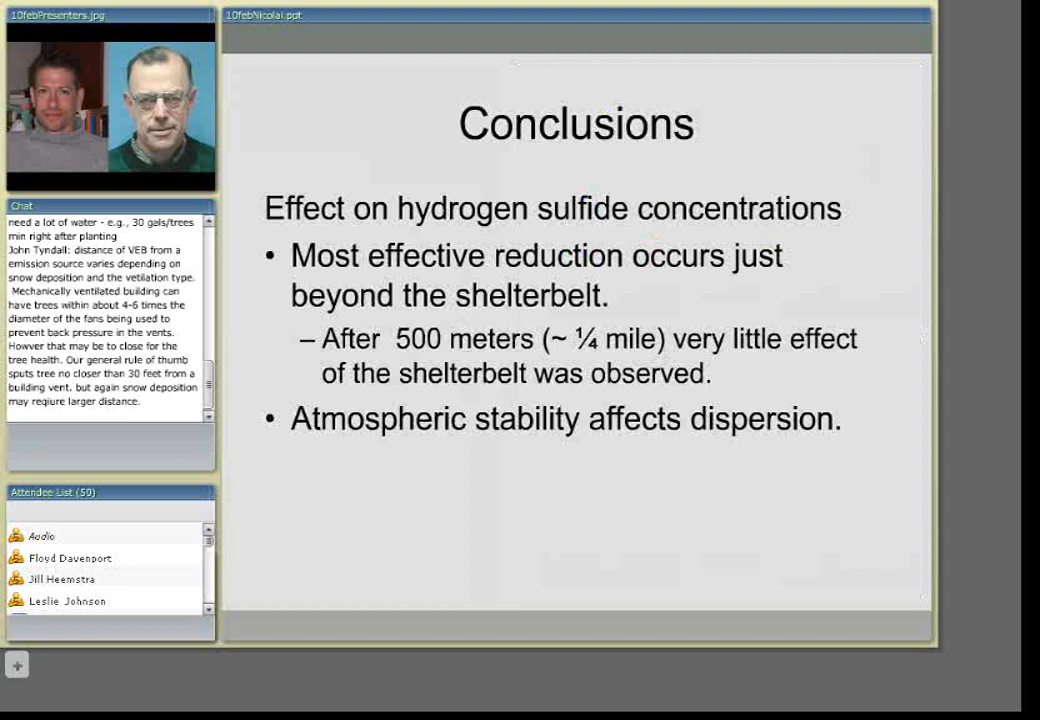 10febPresenters.jpg
10febNicolai.ppt
Conclusions
Effect on hydrogen sulfide concentrations
• Most effective reduction occurs just
beyond the shelterbelt.
– After 500 meters (~ ¼ mile) very little effect
of the shelterbelt was observed.
• Atmospheric stability affects dispersion.
Chat
need a lot of water - e.g., 30 gals/trees
min right after planting
John Tyndall: distance of VEB from a
emission source varies depending on
snow deposition and the vetilation type.
Mechanically ventilated building can
have trees within about 4-6 times the
diameter of the fans being used to
prevent back pressure in the vents.
Howver that may be to close for the
tree health. Our general rule of thumb
sputs tree no closer than 30 feet from a
building vent. but again snow deposition
may reqiure larger distance.
Attendee List (50)
Audio
Floyd Davenport
Jill Heemstra
Leslie Johnson